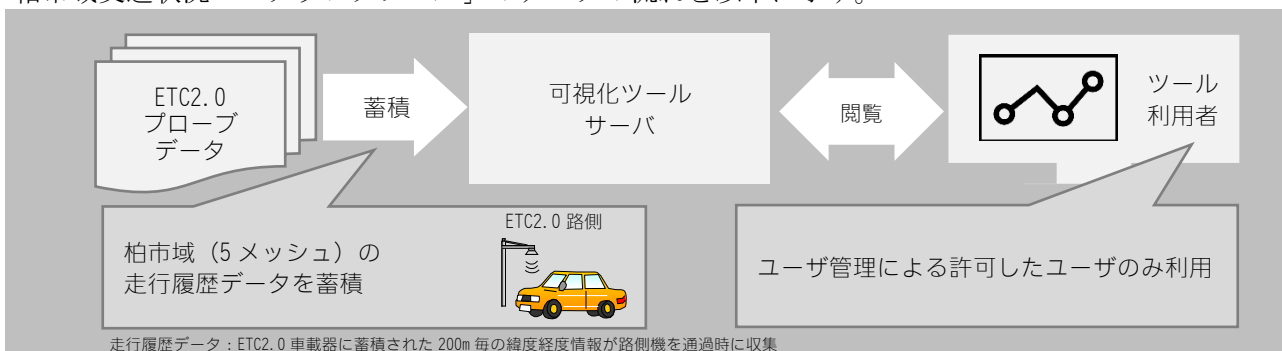 ETC2.0
プローブ
データ
蓄積
可視化ツール
サーバ
閲覧
ツール
利用者
柏市域（5メッシュ）の
走行履歴データを蓄積
ETC2.0 路側
ユーザ管理による許可したユーザのみ利用
走行履歴データ：ETC2.0 車載器に蓄積された 200m 毎の緯度経度情報が路側機を通過時に収集